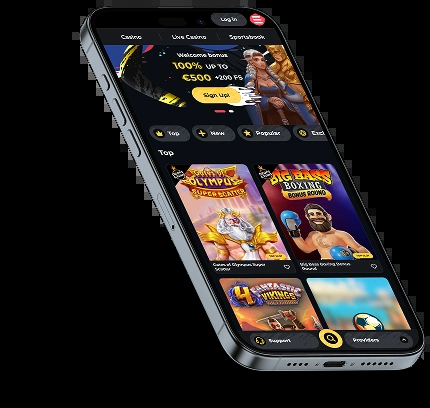 Log in
Casino
Live Casino
Sportsbook
Welcome bonus
100% UP TO
€500 +200 FS
Sign Up!
Top
New
Popular
Excl
Top
GATES OF
OLYMPUS
SUPER SCATTER
BIG BASS
BOXING
BONUS ROUND
Gates of Olympus Super
Scatter
Big Bass Boxing Bonus
Round
4 FANTASTIC
VIKINGS
Support
Providers